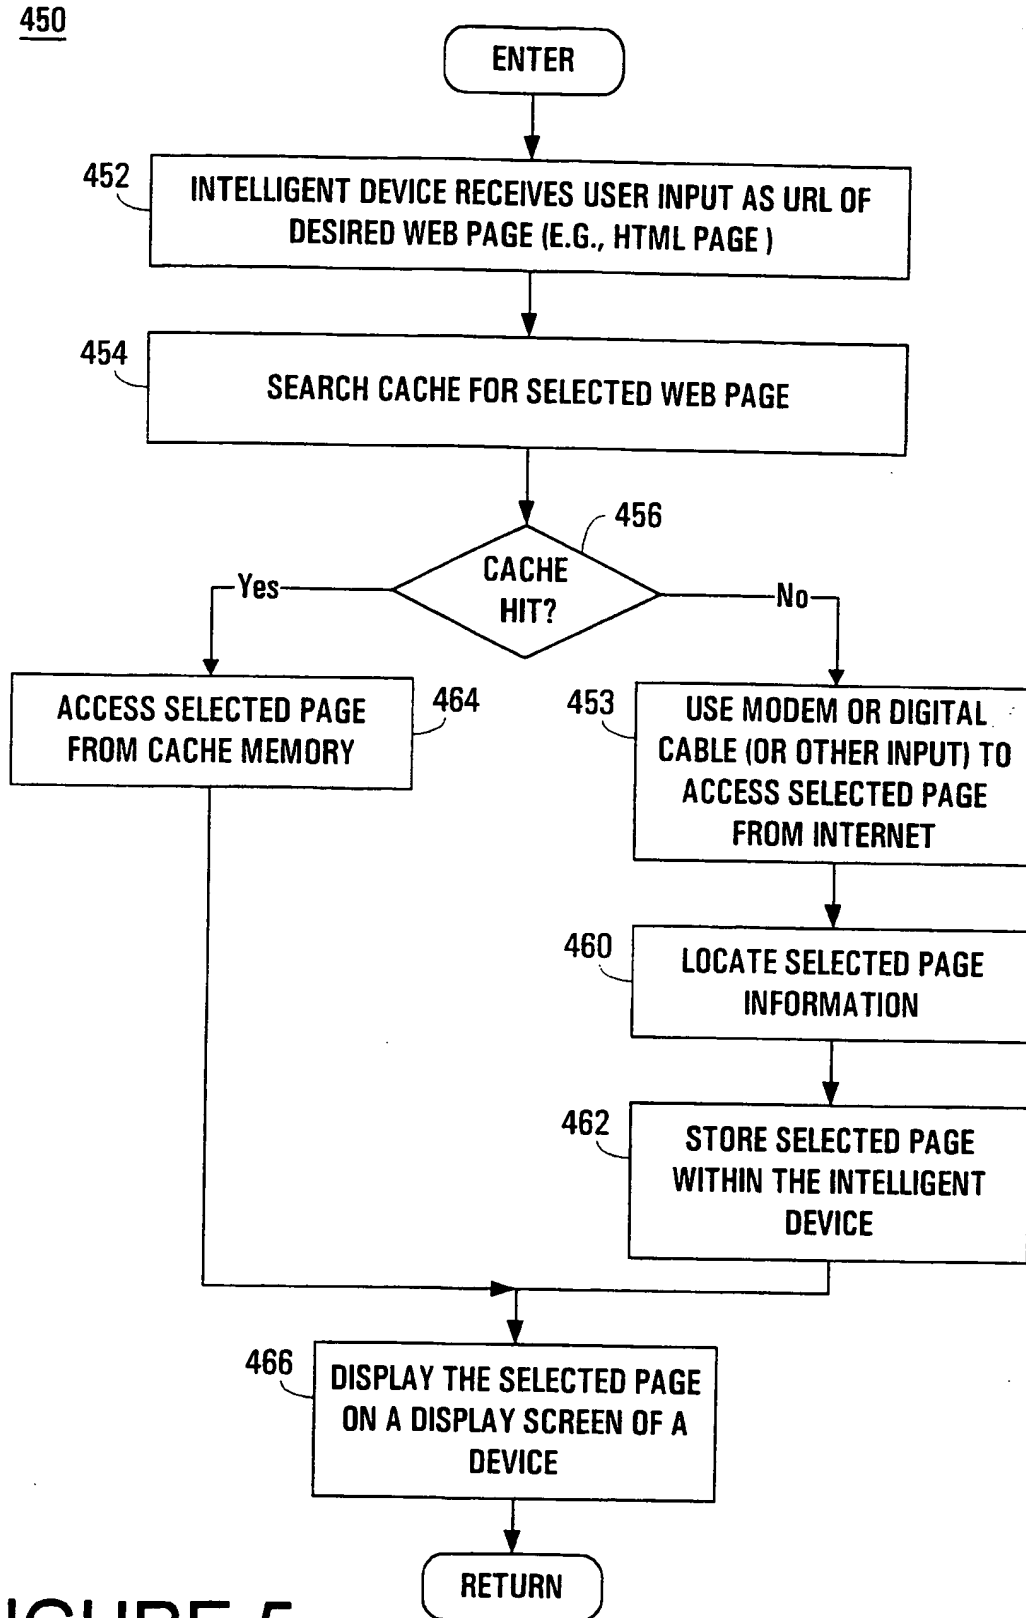 450
ENTER
452
INTELLIGENT DEVICE RECEIVES USER INPUT AS URL OF
DESIRED WEB PAGE (E.G., HTML PAGE )
454
SEARCH CACHE FOR SELECTED WEB PAGE
456
CACHE
HIT?
Yes
No
ACCESS SELECTED PAGE
FROM CACHE MEMORY
464
453
USE MODEM OR DIGITAL
CABLE (OR OTHER INPUT) TO
ACCESS SELECTED PAGE
FROM INTERNET
460
LOCATE SELECTED PAGE
INFORMATION
462
STORE SELECTED PAGE
WITHIN THE INTELLIGENT
DEVICE
466
DISPLAY THE SELECTED PAGE
ON A DISPLAY SCREEN OF A
DEVICE
RETURN